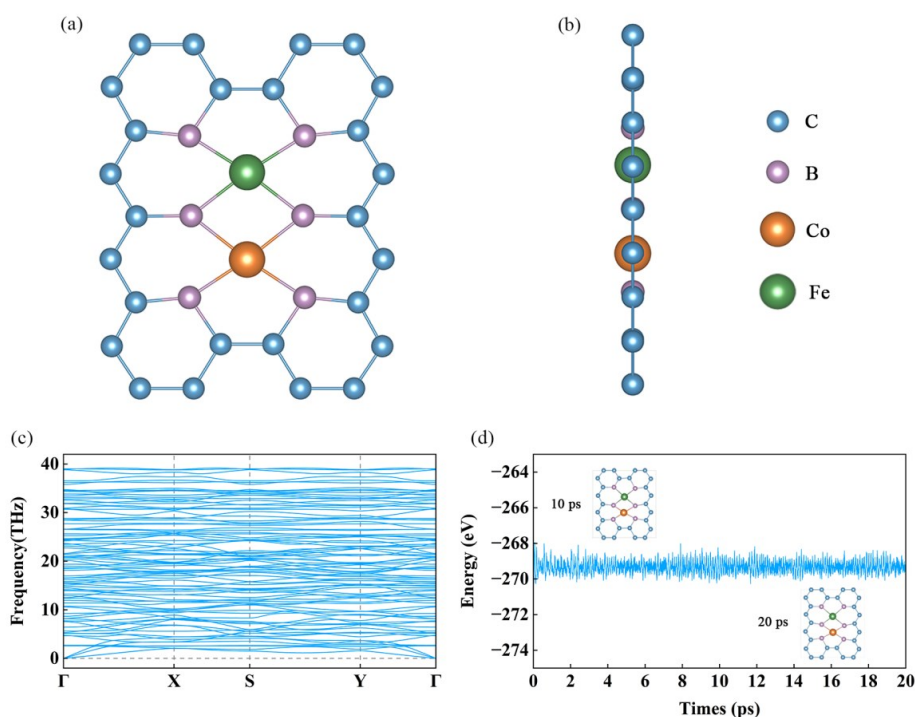 (a)
(b)
C
B
Co
Fe
(c)
Frequency(THz)
40
30
20
10
0
Γ X S Y Γ
(d)
Energy (eV)
−264
−266
−268
−270
−272
−274
10 ps
20 ps
0 2 4 6 8 10 12 14 16 18 20
Times (ps)